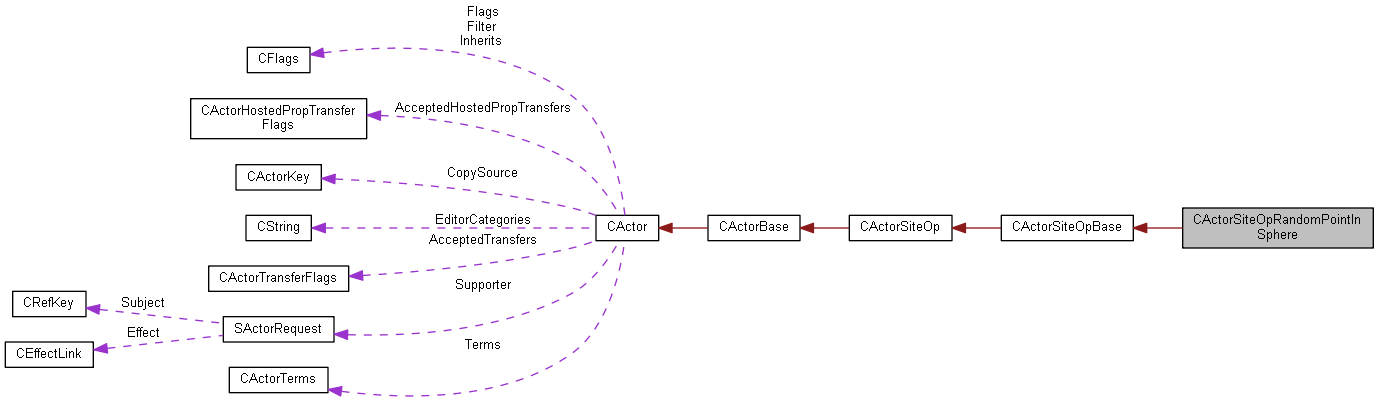 Flags
Filter
Inherits
CFlags
CActorHostedPropTransfer
Flags
AcceptedHostedPropTransfers
CActorKey
CopySource
CString
EditorCategories
CActor
CActorBase
CActorSiteOp
CActorSiteOpBase
CActorSiteOpRandomPointIn
Sphere
AcceptedTransfers
CActorTransferFlags
Supporter
CRefKey
Subject
SActorRequest
Effect
CEffectLink
Terms
CActorTerms